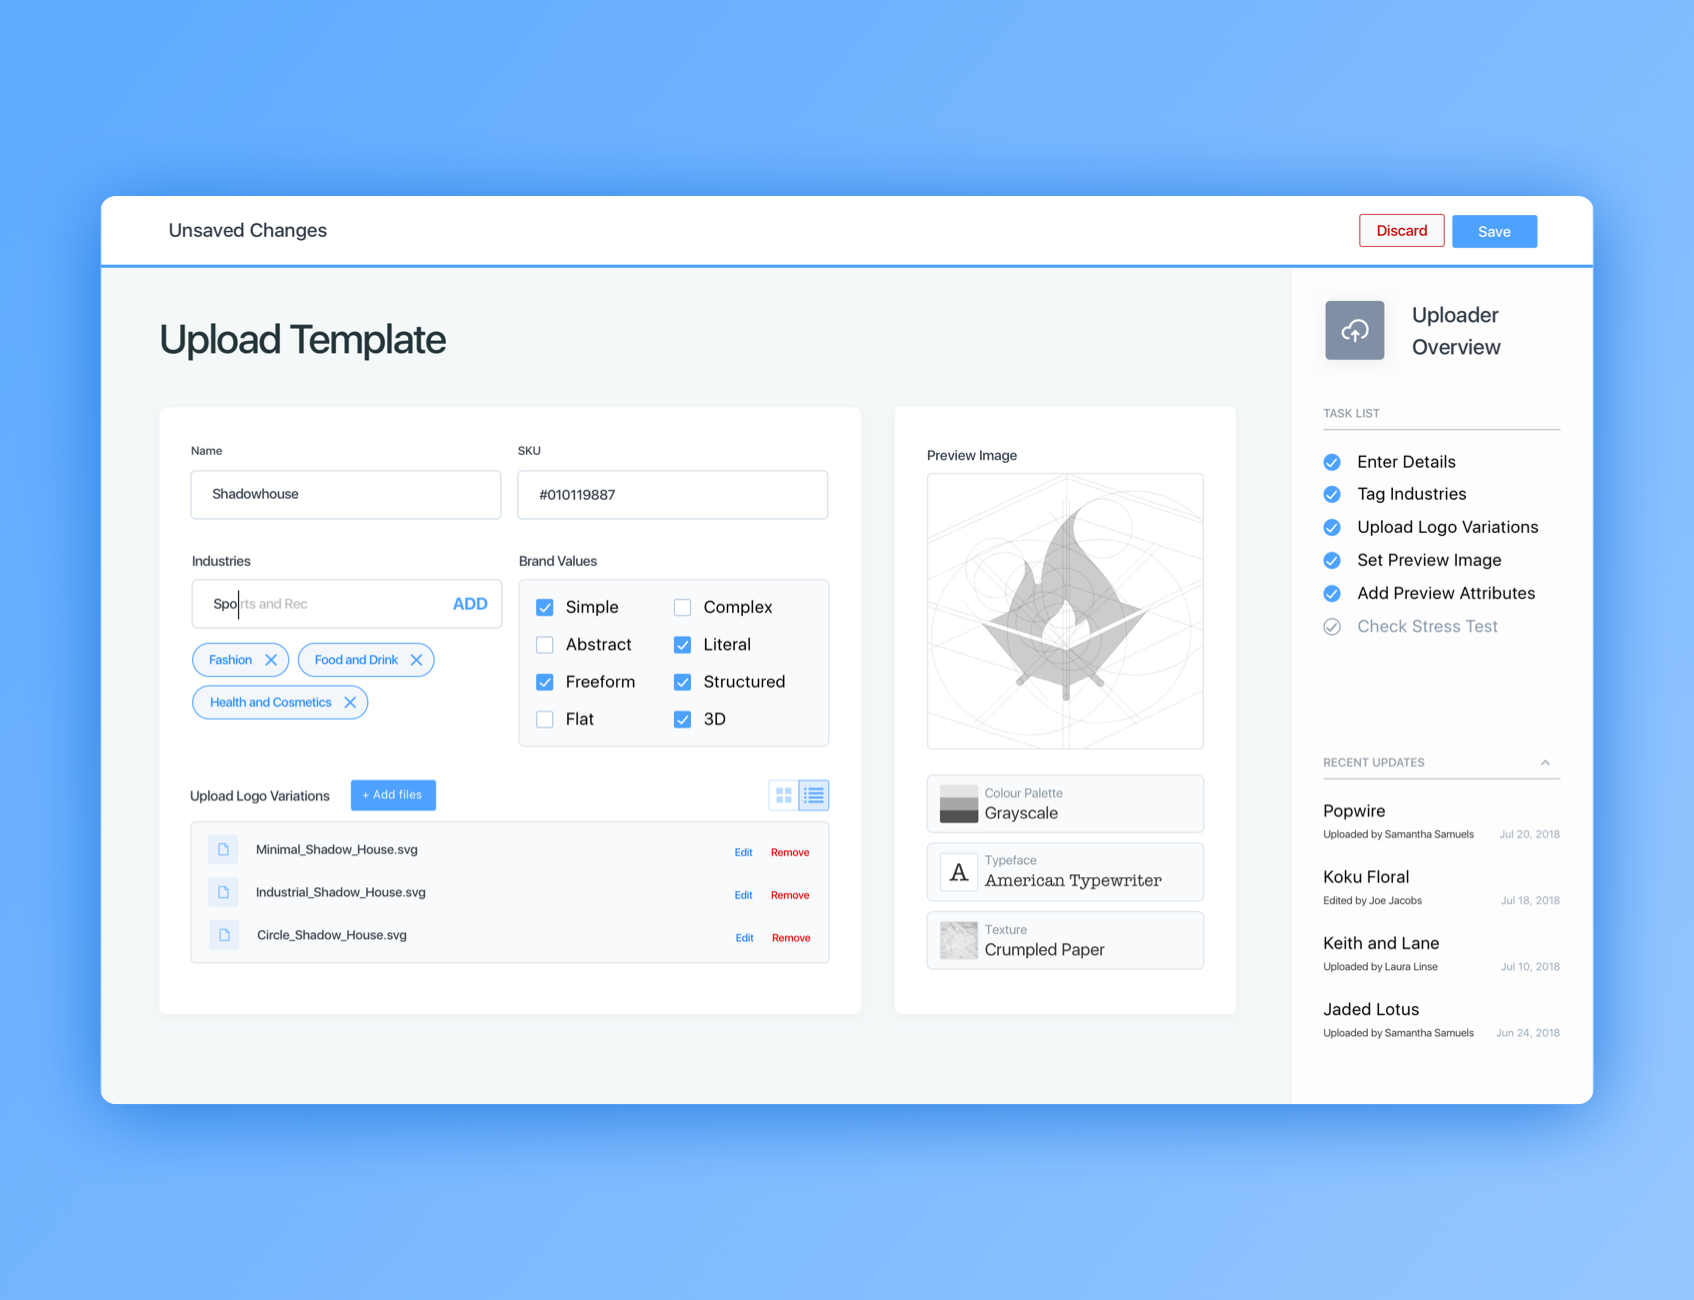 Unsaved Changes
Discard
Save
Upload Template
Name
SKU
Shadowhouse
#010119887
Industries
Brand Values
Sports and Rec
ADD
Fashion
Food and Drink
Health and Cosmetics
Simple
Complex
Abstract
Literal
Freeform
Structured
Flat
3D
Upload Logo Variations
+ Add files
Minimal_Shadow_House.svg
Edit
Remove
Industrial_Shadow_House.svg
Edit
Remove
Circle_Shadow_House.svg
Edit
Remove
Preview Image
Colour Palette
Grayscale
A
Typeface
American Typewriter
Texture
Crumpled Paper
Uploader
Overview
TASK LIST
Enter Details
Tag Industries
Upload Logo Variations
Set Preview Image
Add Preview Attributes
Check Stress Test
RECENT UPDATES
Popwire
Uploaded by Samantha Samuels
Jul 20, 2018
Koku Floral
Edited by Joe Jacobs
Jul 18, 2018
Keith and Lane
Uploaded by Laura Linse
Jul 10, 2018
Jaded Lotus
Uploaded by Samantha Samuels
Jun 24, 2018